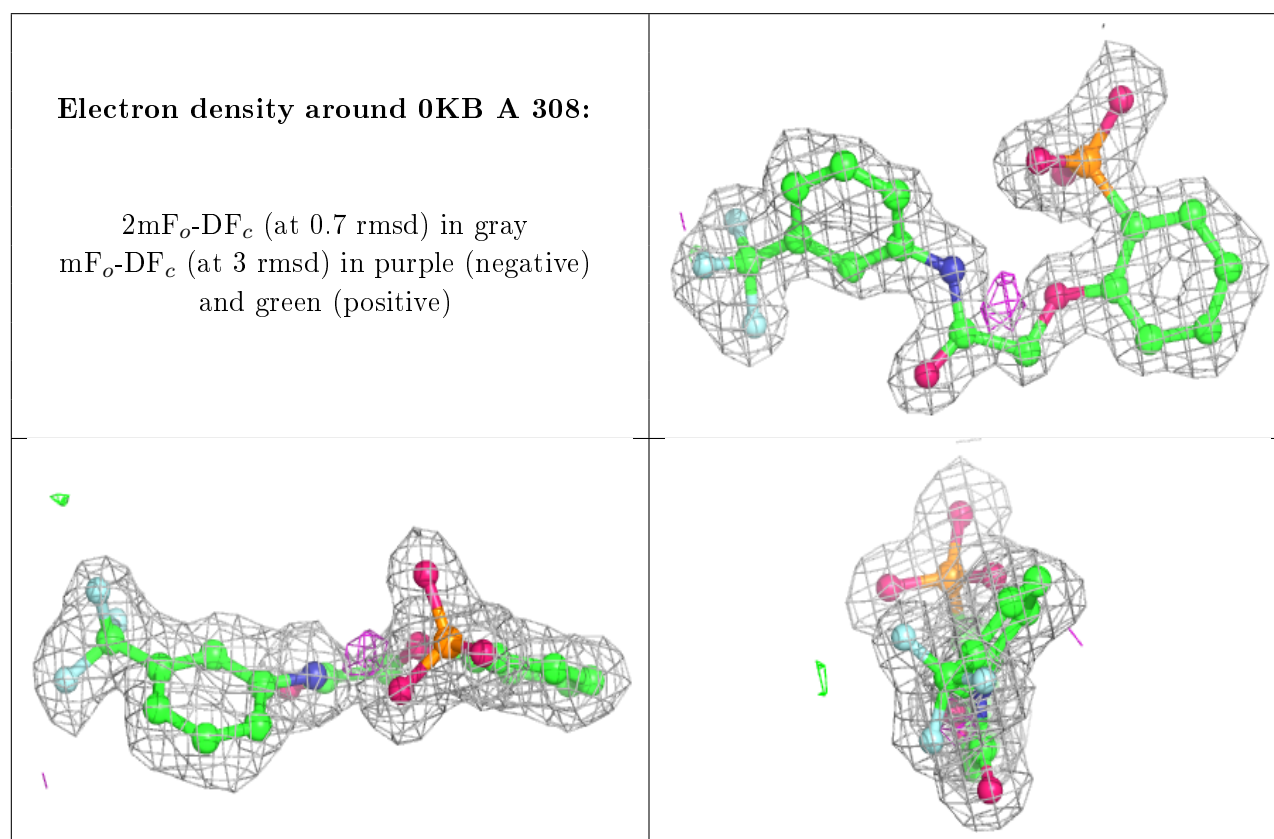 Electron density around 0KB A 308:
2mFₒ-DF𝒸 (at 0.7 rmsd) in gray
mFₒ-DF𝒸 (at 3 rmsd) in purple (negative)
and green (positive)